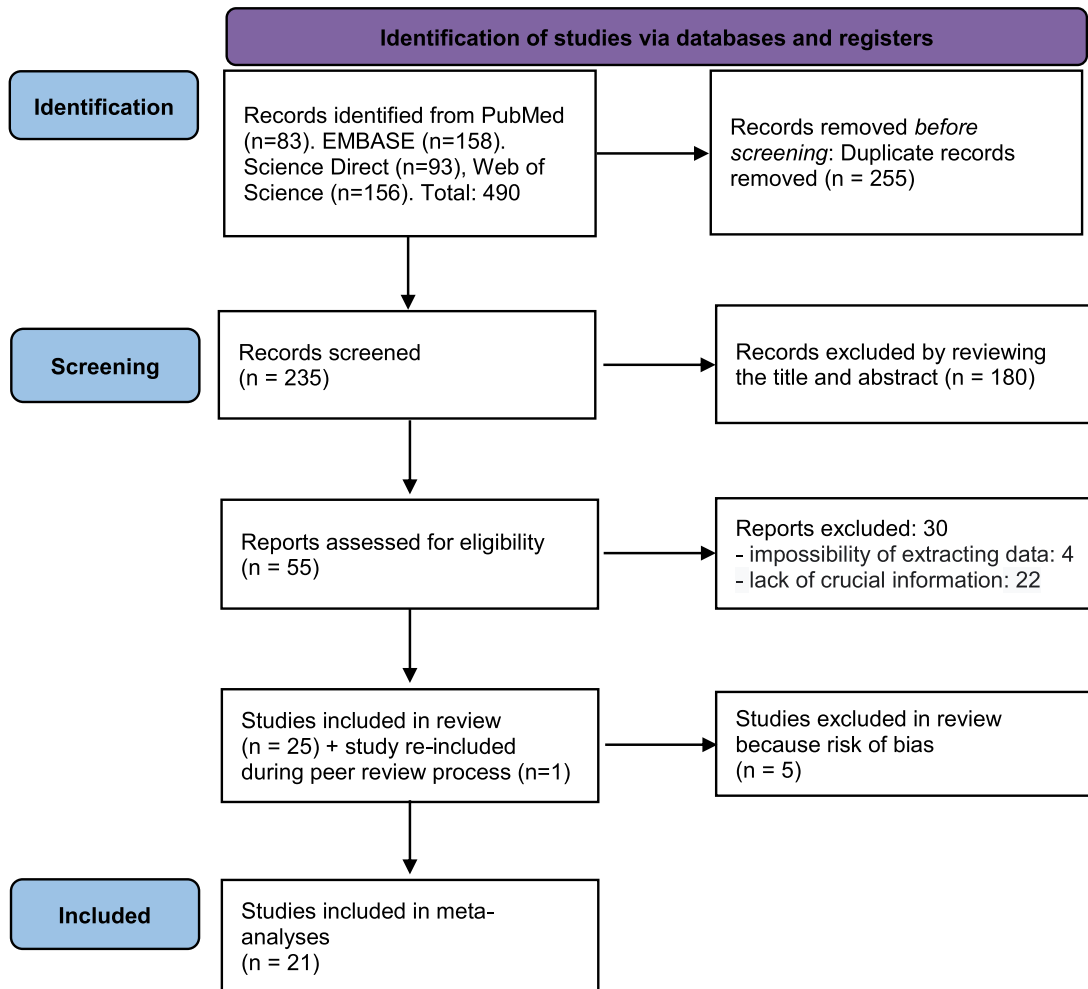 Identification of studies via databases and registers
Identification
Records identified from PubMed
(n=83). EMBASE (n=158).
Science Direct (n=93), Web of
Science (n=156). Total: 490
Records removed before
screening: Duplicate records
removed (n = 255)
Screening
Records screened
(n = 235)
Records excluded by reviewing
the title and abstract (n = 180)
Reports assessed for eligibility
(n = 55)
Reports excluded: 30
- impossibility of extracting data: 4
- lack of crucial information: 22
Studies included in review
(n = 25) + study re-included
during peer review process (n=1)
Studies excluded in review
because risk of bias
(n = 5)
Included
Studies included in meta-
analyses
(n = 21)